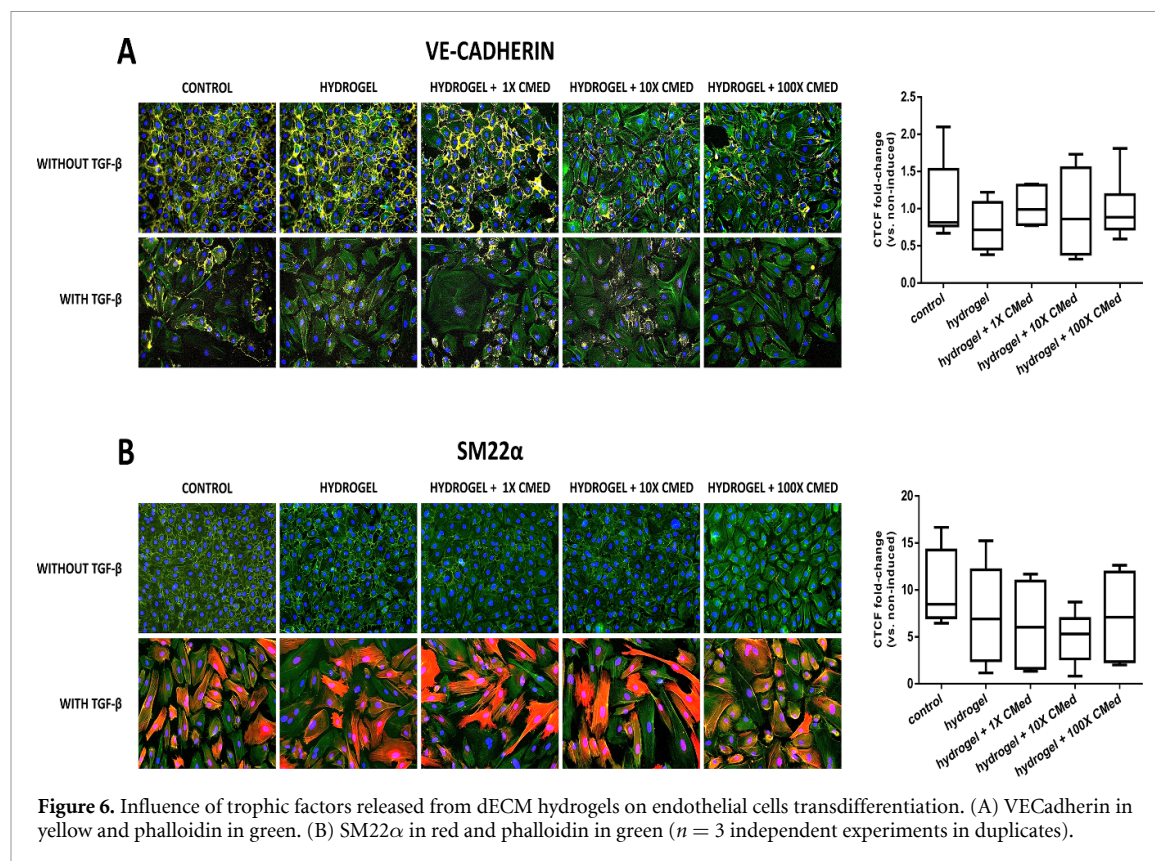 A
VE-CADHERIN
CONTROL
HYDROGEL
HYDROGEL + 1X CMED
HYDROGEL + 10X CMED
HYDROGEL + 100X CMED
WITHOUT TGF-β
WITH TGF-β
CTCF fold-change
(vs. non-induced)
2.5
2.0
1.5
1.0
0.5
0.0
control
hydrogel
hydrogel + 1X CMed
hydrogel + 10X CMed
hydrogel + 100X CMed
B
SM22α
CONTROL
HYDROGEL
HYDROGEL + 1X CMED
HYDROGEL + 10X CMED
HYDROGEL + 100X CMED
WITHOUT TGF-β
WITH TGF-β
CTCF fold-change
(vs. non-induced)
20
15
10
5
0
control
hydrogel
hydrogel + 1X CMed
hydrogel + 10X CMed
hydrogel + 100X CMed
Figure 6. Influence of trophic factors released from dECM hydrogels on endothelial cells transdifferentiation. (A) VECadherin in
yellow and phalloidin in green. (B) SM22α in red and phalloidin in green (n = 3 independent experiments in duplicates).